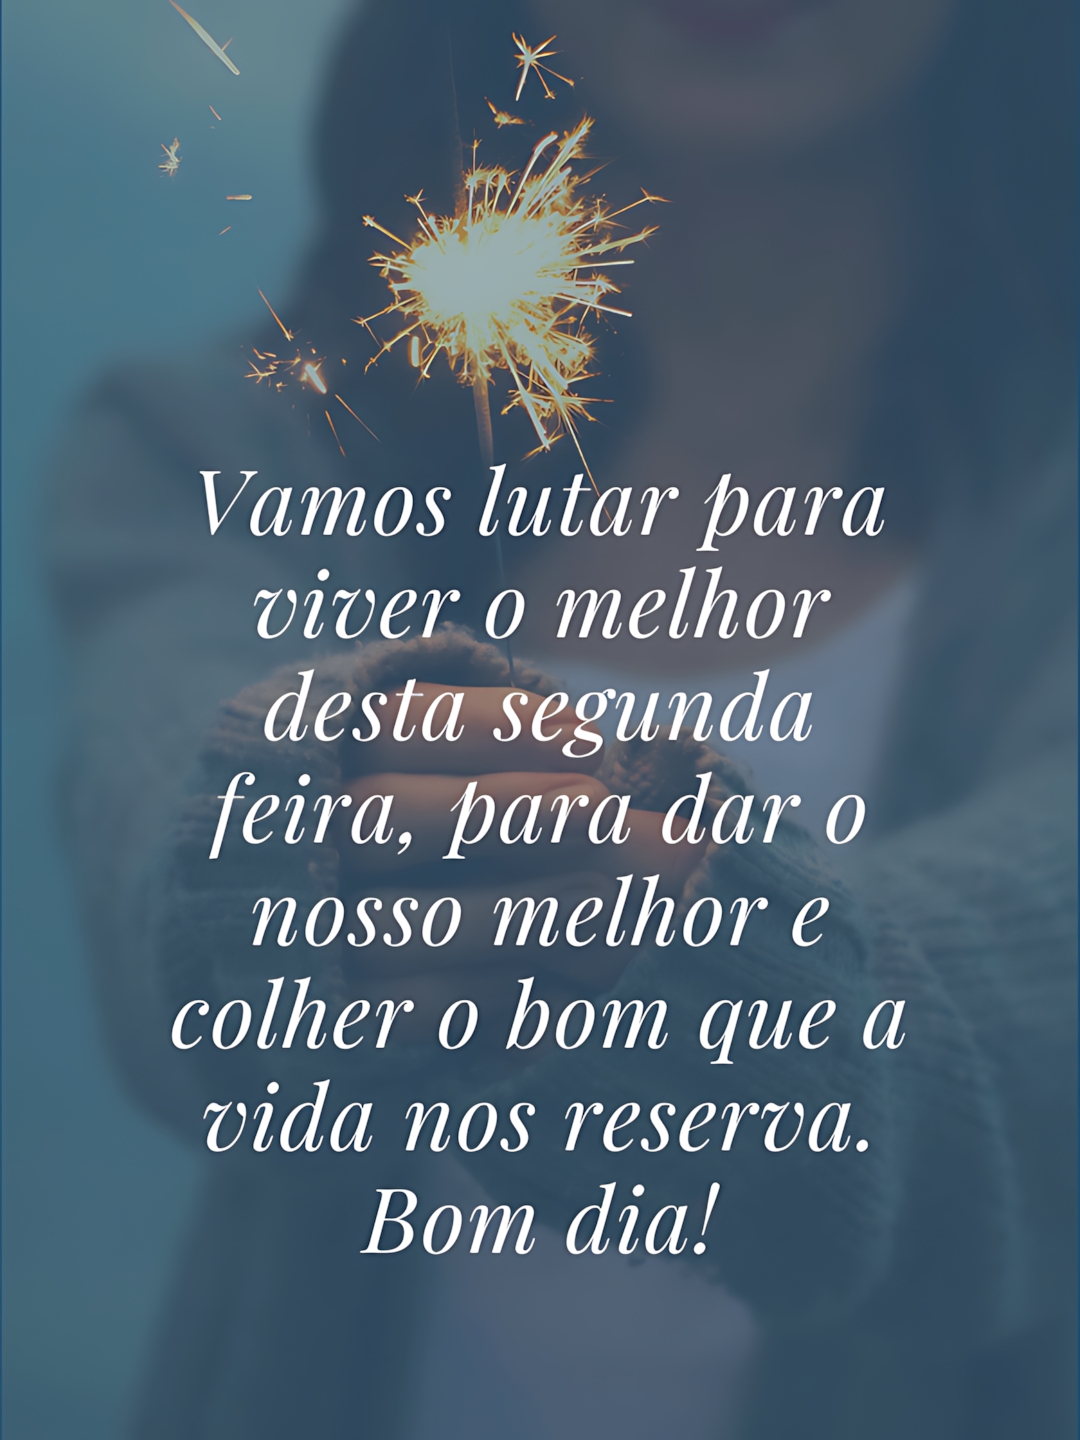 Vamos lutar para
viver o melhor
desta segunda
feira, para dar o
nosso melhor e
colher o bom que a
vida nos reserva.
Bom dia!